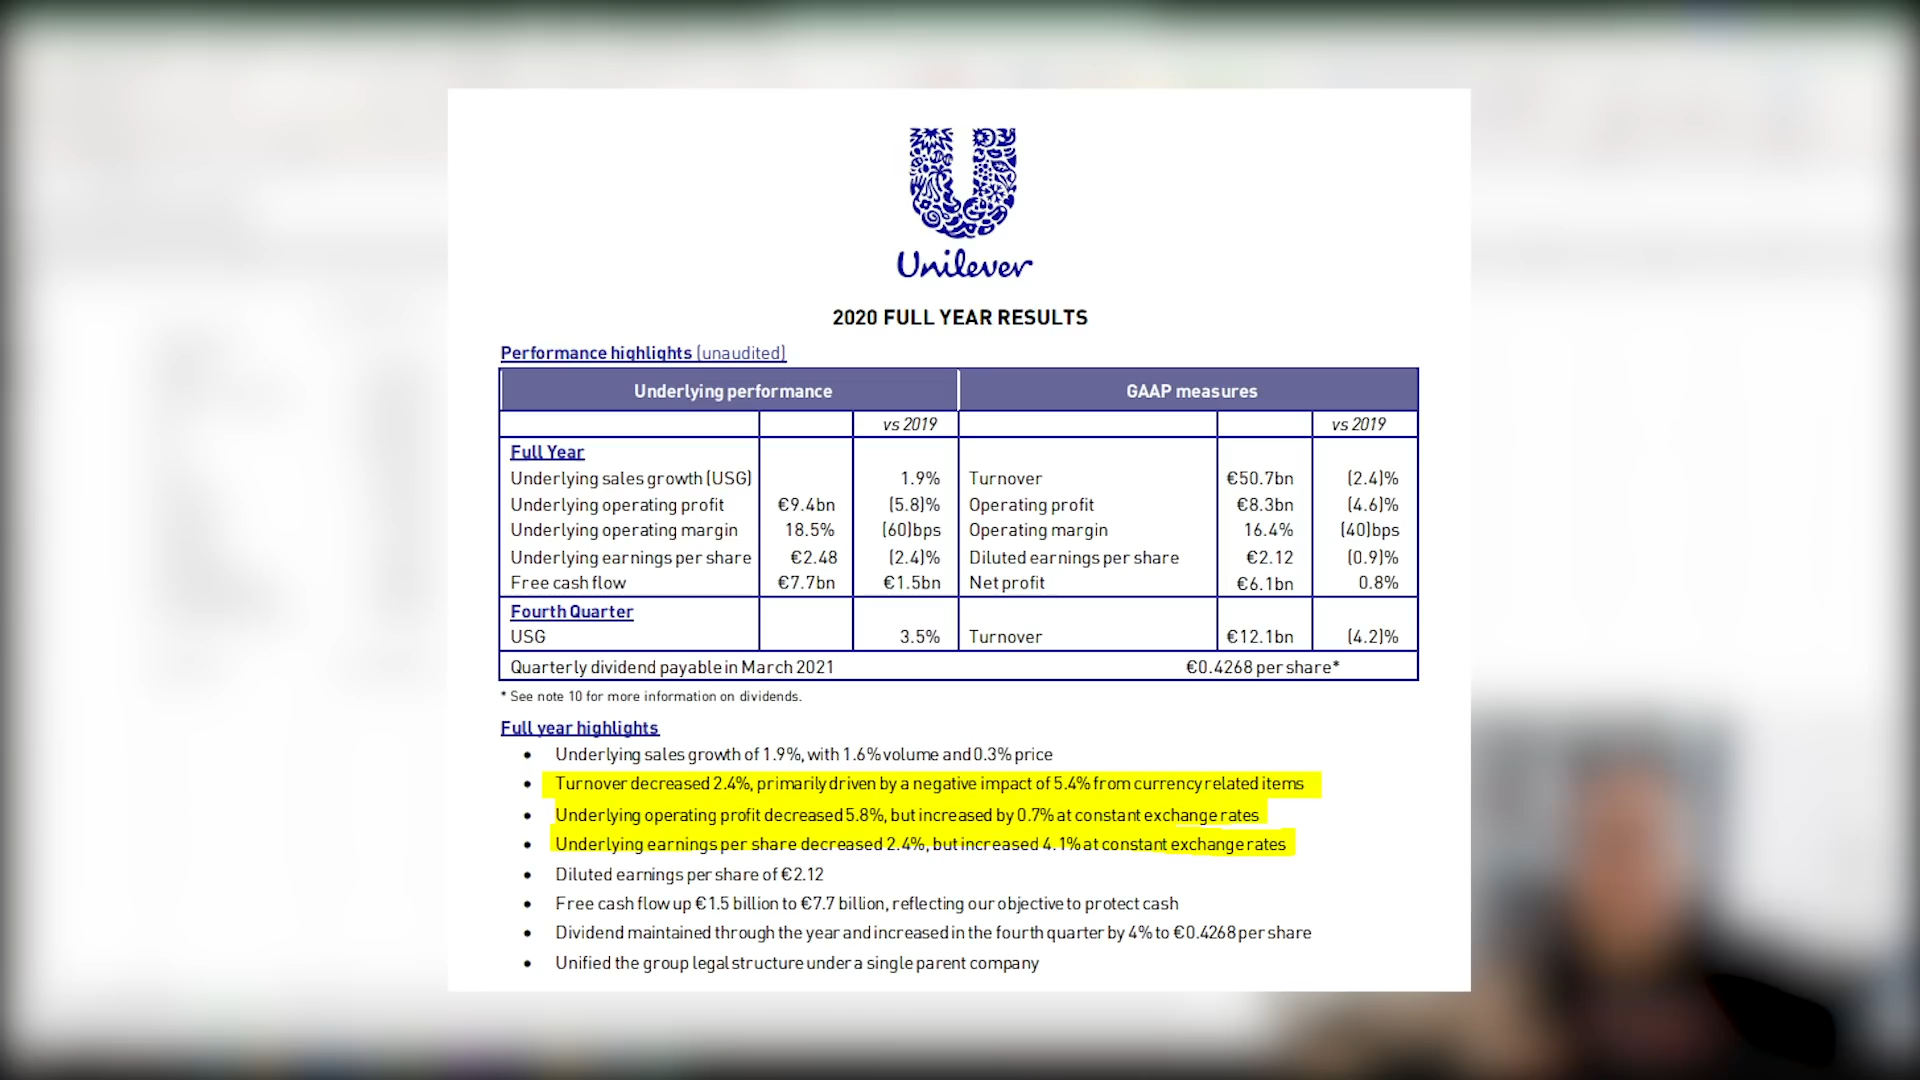 Unilever
2020 FULL YEAR RESULTS
Performance highlights (unaudited)
Underlying performance GAAP measures
vs 2019 vs 2019
Full Year
Underlying sales growth (USG) 1.9% Turnover €50.7bn (2.4)%
Underlying operating profit €9.4bn (5.8)% Operating profit €8.3bn (4.6)%
Underlying operating margin 18.5% (60)bps Operating margin 16.4% (40)bps
Underlying earnings per share €2.48 (2.4)% Diluted earnings per share €2.12 (0.9)%
Free cash flow €7.7bn €1.5bn Net profit €6.1bn 0.8%
Fourth Quarter
USG 3.5% Turnover €12.1bn (4.2)%
Quarterly dividend payable in March 2021 €0.4268 per share*
* See note 10 for more information on dividends.
Full year highlights
• Underlying sales growth of 1.9%, with 1.6% volume and 0.3% price
• Turnover decreased 2.4%, primarily driven by a negative impact of 5.4% from currency related items
• Underlying operating profit decreased 5.8%, but increased by 0.7% at constant exchange rates
• Underlying earnings per share decreased 2.4%, but increased 4.1% at constant exchange rates
• Diluted earnings per share of €2.12
• Free cash flow up €1.5 billion to €7.7 billion, reflecting our objective to protect cash
• Dividend maintained through the year and increased in the fourth quarter by 4% to €0.4268 per share
• Unified the group legal structure under a single parent company